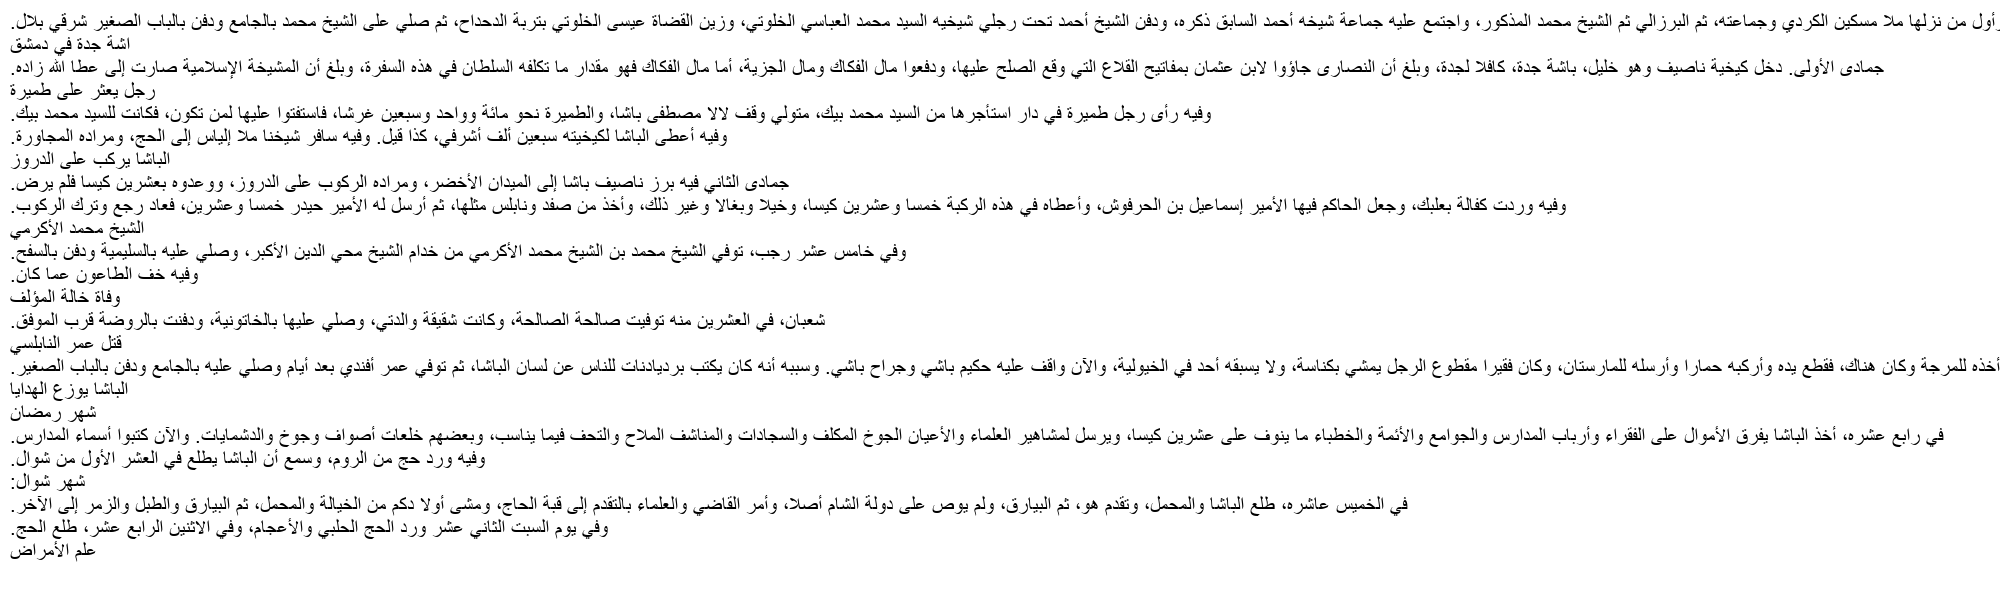 أول من نزلها ملا مسكين الكردي وجماعته، ثم البرزالي ثم الشيخ محمد المذكور، واجتمع عليه جماعة شيخه أحمد السابق ذكره، ودفن الشيخ أحمد تحت رجلي شيخيه السيد محمد العباسي الخلوتي، وزين القضاة عيسى الخلوتي بتربة الدحداح، ثم صلي على الشيخ محمد بالجامع ودفن بالباب الصغير شرقي بلال.
اشة جدة في دمشق
جمادى الأولى. دخل كيخية ناصيف وهو خليل، باشة جدة، كافلا لجدة، وبلغ أن النصارى جاؤوا لابن عثمان بمفاتيح القلاع التي وقع الصلح عليها، ودفعوا مال الفكاك ومال الجزية، أما مال الفكاك فهو مقدار ما تكلفه السلطان في هذه السفرة، وبلغ أن المشيخة الإسلامية صارت إلى عطا الله زاده.
رجل يعثر على طميرة
وفيه رأى رجل طميرة في دار استأجرها من السيد محمد بيك، متولي وقف لالا مصطفى باشا، والطميرة نحو مائة وواحد وسبعين غرشا، فاستفتوا عليها لمن تكون، فكانت للسيد محمد بيك.
وفيه أعطى الباشا لكيخيته سبعين ألف أشرفي، كذا قيل. وفيه سافر شيخنا ملا إلياس إلى الحج، ومراده المجاورة.
الباشا يركب على الدروز
جمادى الثاني فيه برز ناصيف باشا إلى الميدان الأخضر، ومراده الركوب على الدروز، ووعدوه بعشرين كيسا فلم يرض.
وفيه وردت كفالة بعلبك، وجعل الحاكم فيها الأمير إسماعيل بن الحرفوش، وأعطاه في هذه الركبة خمسا وعشرين كيسا، وخيلا وبغالا وغير ذلك، وأخذ من صفد ونابلس مثلها، ثم أرسل له الأمير حيدر خمسا وعشرين، فعاد رجع وترك الركوب.
الشيخ محمد الأكرمي
وفي خامس عشر رجب، توفي الشيخ محمد بن الشيخ محمد الأكرمي من خدام الشيخ محي الدين الأكبر، وصلي عليه بالسليمية ودفن بالسفح.
وفيه خف الطاعون عما كان.
وفاة خالة المؤلف
شعبان، في العشرين منه توفيت صالحة الصالحة، وكانت شقيقة والدتي، وصلي عليها بالخاتونية، ودفنت بالروضة قرب الموفق.
قتل عمر النابلسي
أخذه للمرجة وكان هناك، فقطع يده وأركبه حمارا وأرسله للمارستان، وكان فقيرا مقطوع الرجل يمشي بكناسة، ولا يسبقه أحد في الخيولية، والآن واقف عليه حكيم باشي وجراح باشي. وسببه أنه كان يكتب برديادنات للناس عن لسان الباشا، ثم توفي عمر أفندي بعد أيام وصلي عليه بالجامع ودفن بالباب الصغير.
الباشا يوزع الهدايا
شهر رمضان
في رابع عشره، أخذ الباشا يفرق الأموال على الفقراء وأرباب المدارس والجوامع والأئمة والخطباء ما ينوف على عشرين كيسا، ويرسل لمشاهير العلماء والأعيان الجوخ المكلف والسجادات والمناشف الملاح والتحف فيما يناسب، وبعضهم خلعات أصواف وجوخ والدشمايات. والآن كتبوا أسماء المدارس.
وفيه ورد حج من الروم، وسمع أن الباشا يطلع في العشر الأول من شوال.
شهر شوال:
في الخميس عاشره، طلع الباشا والمحمل، وتقدم هو، ثم البيارق، ولم يوص على دولة الشام أصلا، وأمر القاضي والعلماء بالتقدم إلى قبة الحاج، ومشى أولا دكم من الخيالة والمحمل، ثم البيارق والطبل والزمر إلى الآخر.
وفي يوم السبت الثاني عشر ورد الحج الحلبي والأعجام، وفي الاثنين الرابع عشر، طلع الحج.
علم الأمراض